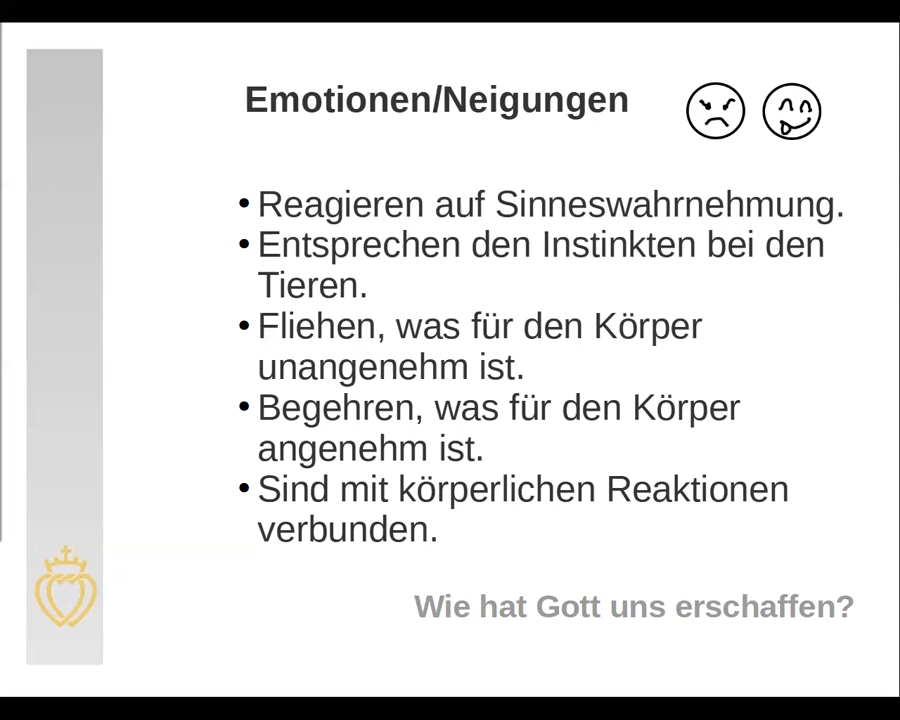 Emotionen/Neigungen
• Reagieren auf Sinneswahrnehmung.
• Entsprechen den Instinkten bei den
Tieren.
• Fliehen, was für den Körper
unangenehm ist.
• Begehren, was für den Körper
angenehm ist.
• Sind mit körperlichen Reaktionen
verbunden.
Wie hat Gott uns erschaffen?